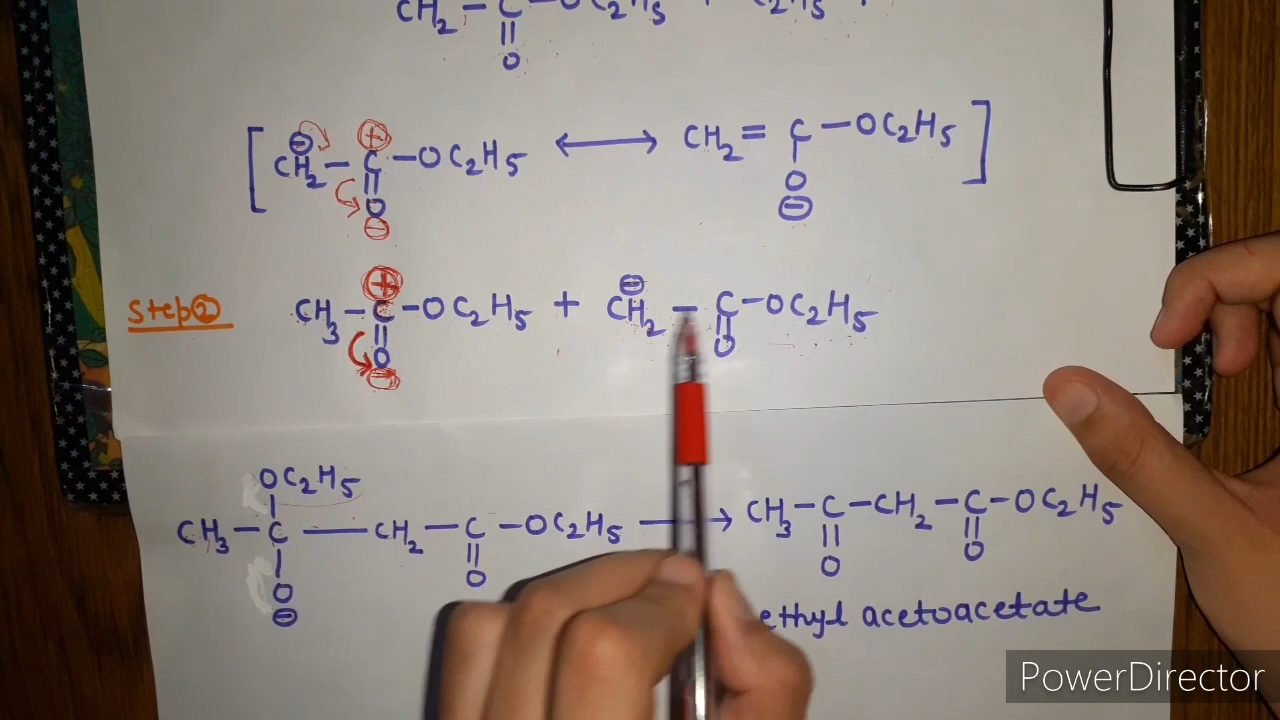 CH2 – C – OC2H5 + C2H5
||
O
[ ⊖CH2 – C⊕ – OC2H5 ⟷ CH2 = C – OC2H5 ]
|| |
O O
⊖ ⊖
Step② CH3 – C⊕ – OC2H5 + ⊖CH2 – C – OC2H5
|| ||
O O
⊖
OC2H5
|
CH3 – C — CH2 – C – OC2H5 ⟶ CH3 – C – CH2 – C – OC2H5
| || || ||
O O O O
⊖
ethyl acetoacetate
PowerDirector